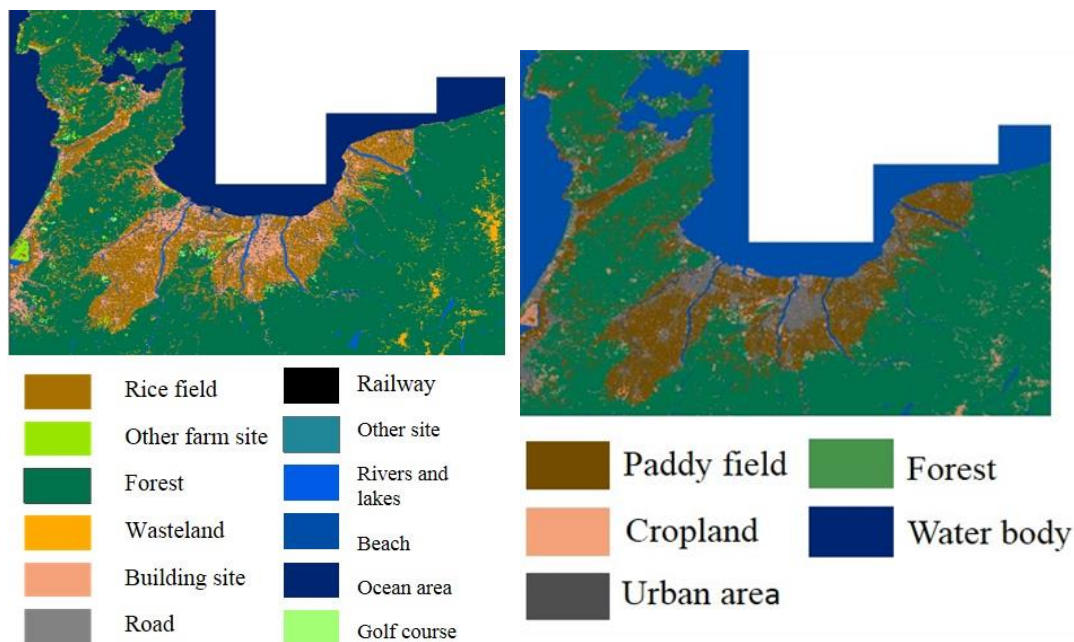 Rice field
Other farm site
Forest
Wasteland
Building site
Road
Railway
Other site
Rivers and
lakes
Beach
Ocean area
Golf course
Paddy field
Cropland
Urban area
Forest
Water body